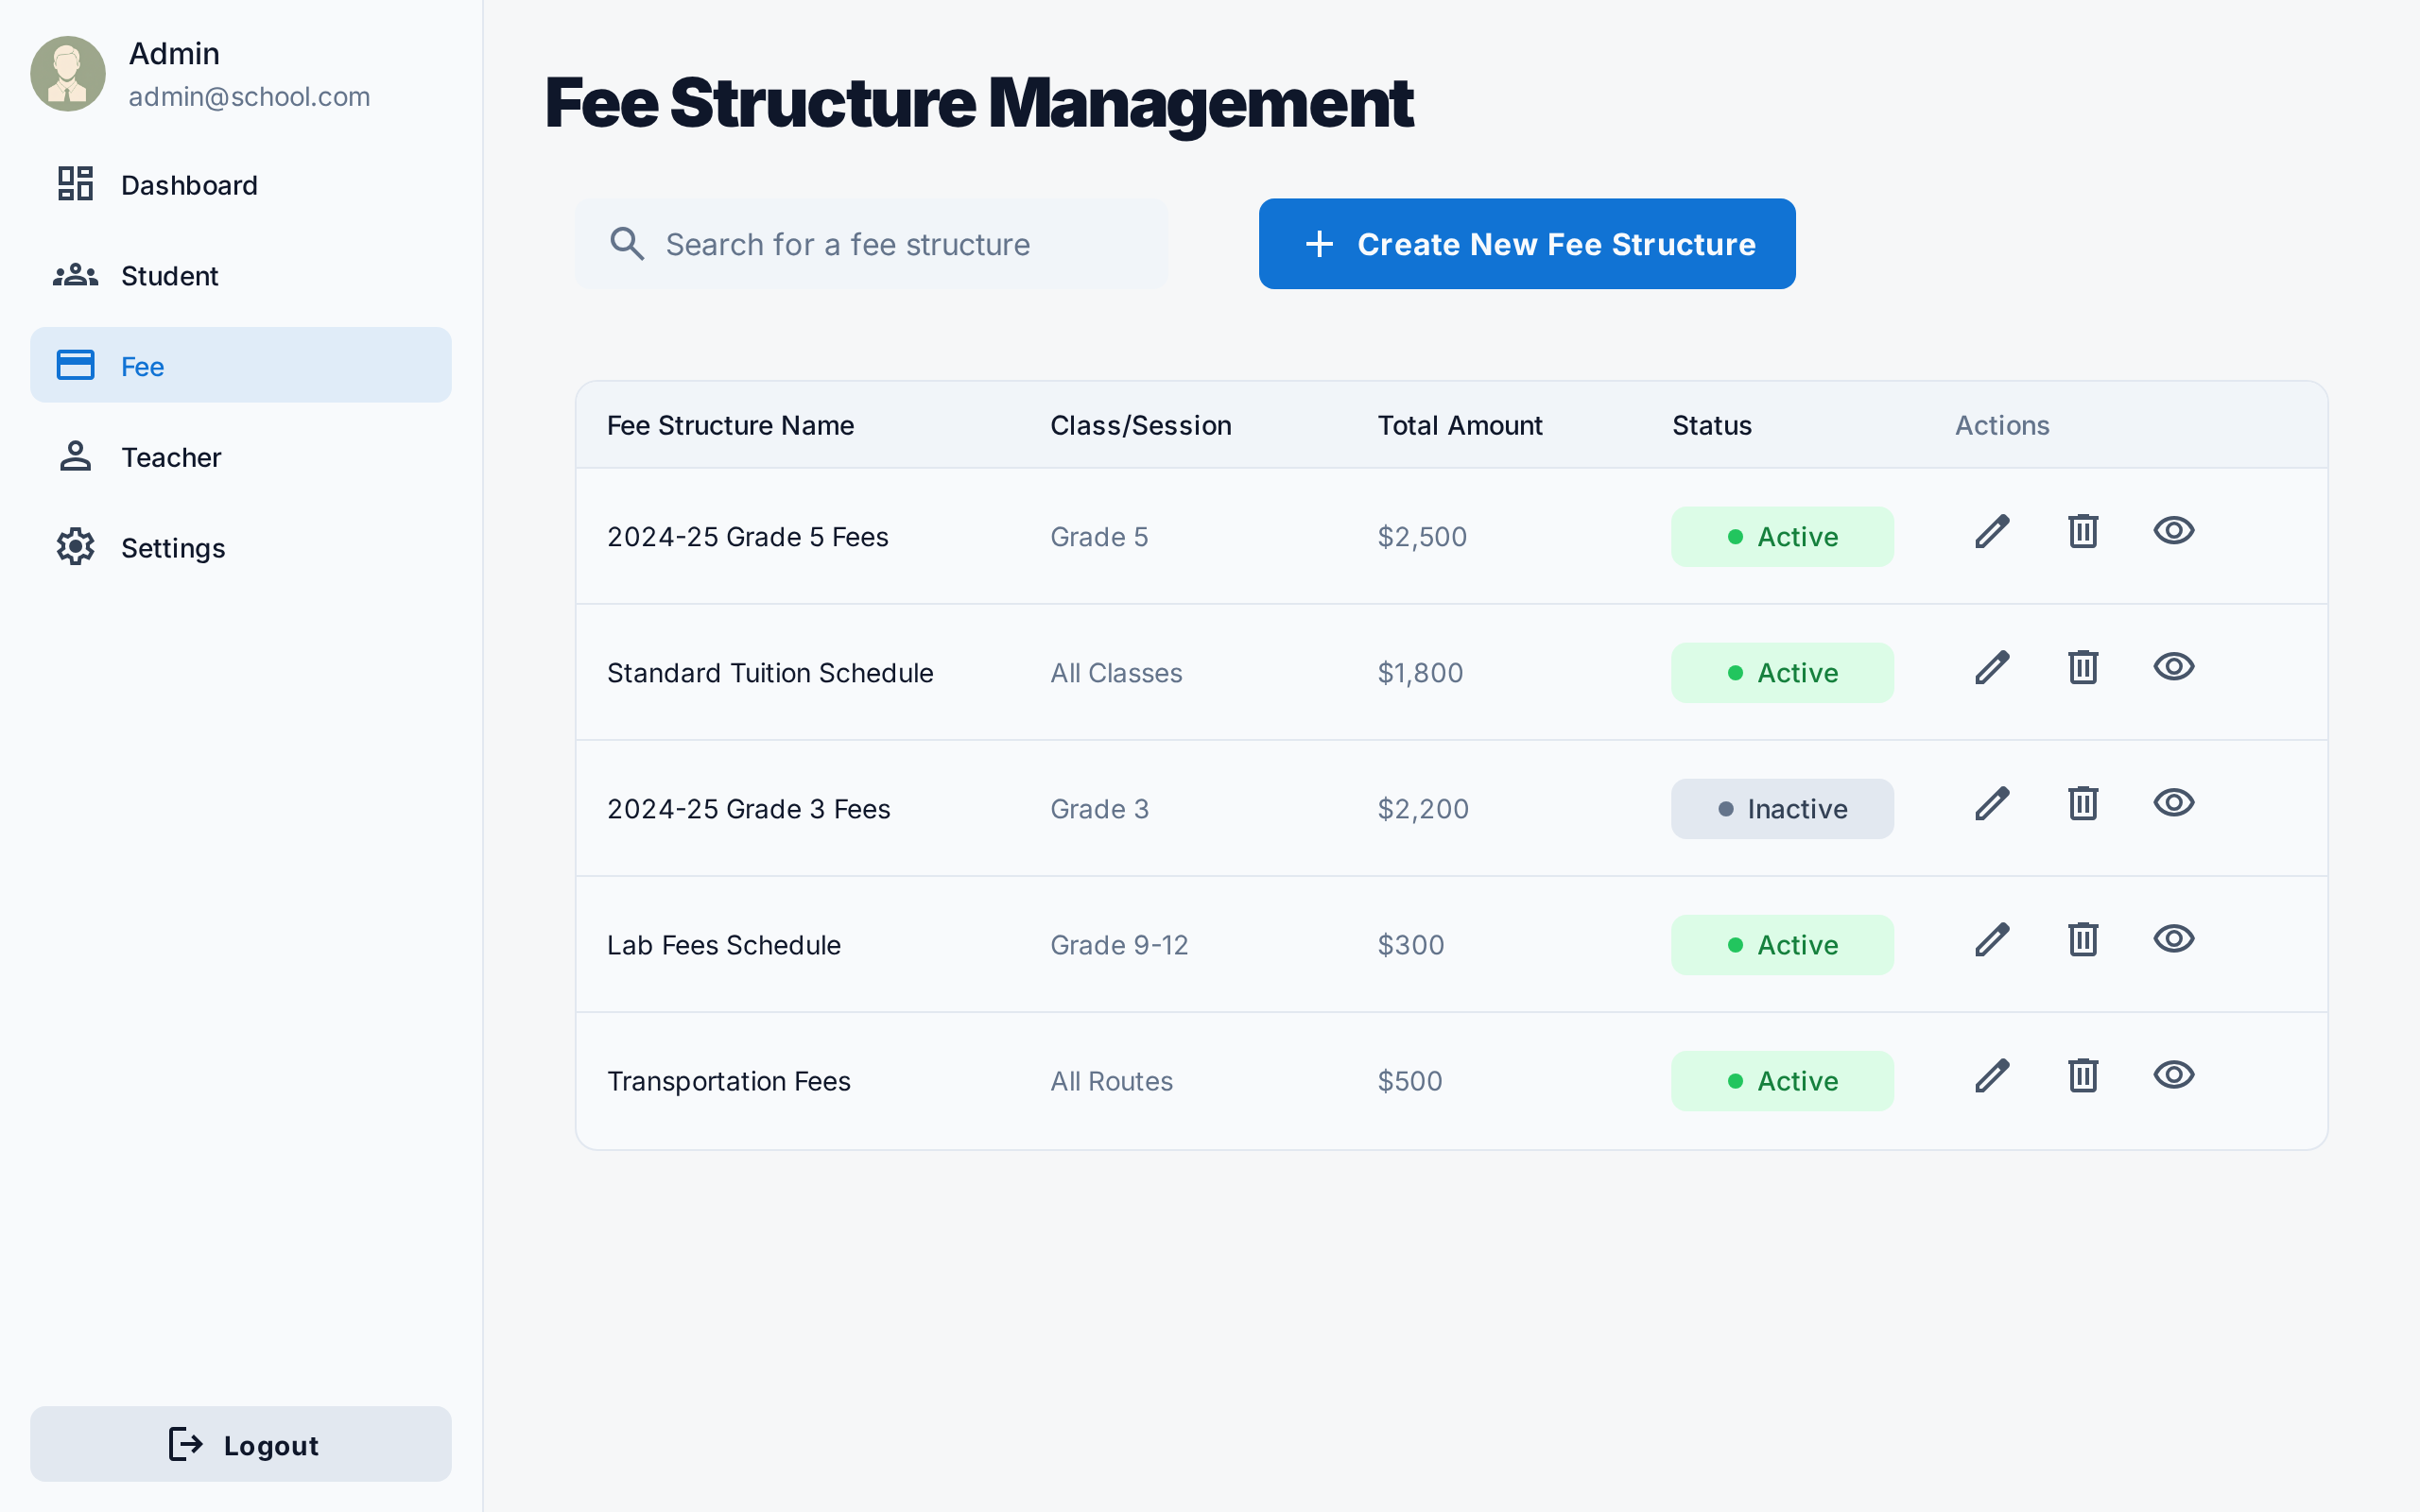 Admin
admin@school.com
Dashboard
Student
Fee
Teacher
Settings
Logout
Fee Structure Management
Search for a fee structure
Create New Fee Structure
Fee Structure Name Class/Session Total Amount Status Actions
2024-25 Grade 5 Fees Grade 5 $2,500 Active
Standard Tuition Schedule All Classes $1,800 Active
2024-25 Grade 3 Fees Grade 3 $2,200 Inactive
Lab Fees Schedule Grade 9-12 $300 Active
Transportation Fees All Routes $500 Active